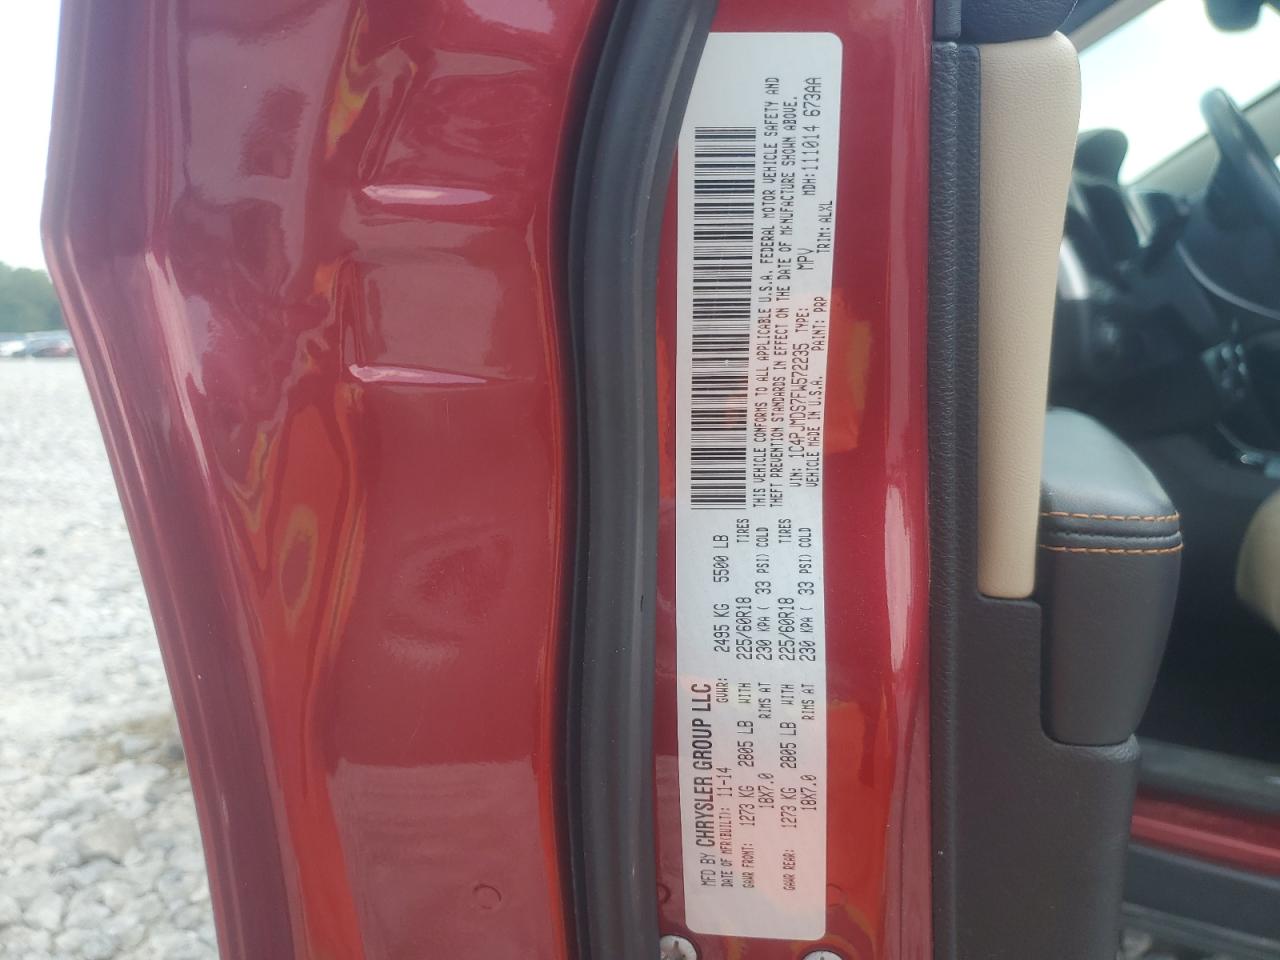 MFD BY CHRYSLER GROUP LLC
DATE OF MFR(BUILT): 11-14 GVWR: 2495 KG 5500 LB
GAWR FRONT: 1273 KG 2805 LB WITH 225/60R18 TIRES
18X7.0 RIMS AT 230 KPA ( 33 PSI) COLD
GAWR REAR: 1273 KG 2805 LB WITH 225/60R18 TIRES
18X7.0 RIMS AT 230 KPA ( 33 PSI) COLD
THIS VEHICLE CONFORMS TO ALL APPLICABLE U.S.A. FEDERAL MOTOR VEHICLE SAFETY AND
THEFT PREVENTION STANDARDS IN EFFECT ON THE DATE OF MANUFACTURE SHOWN ABOVE.
VIN: 1C4PJMDS7FW572235 TYPE: MPV MDH:111014 673AA
VEHICLE MADE IN U.S.A. PAINT: PRP TRIM: ALXL